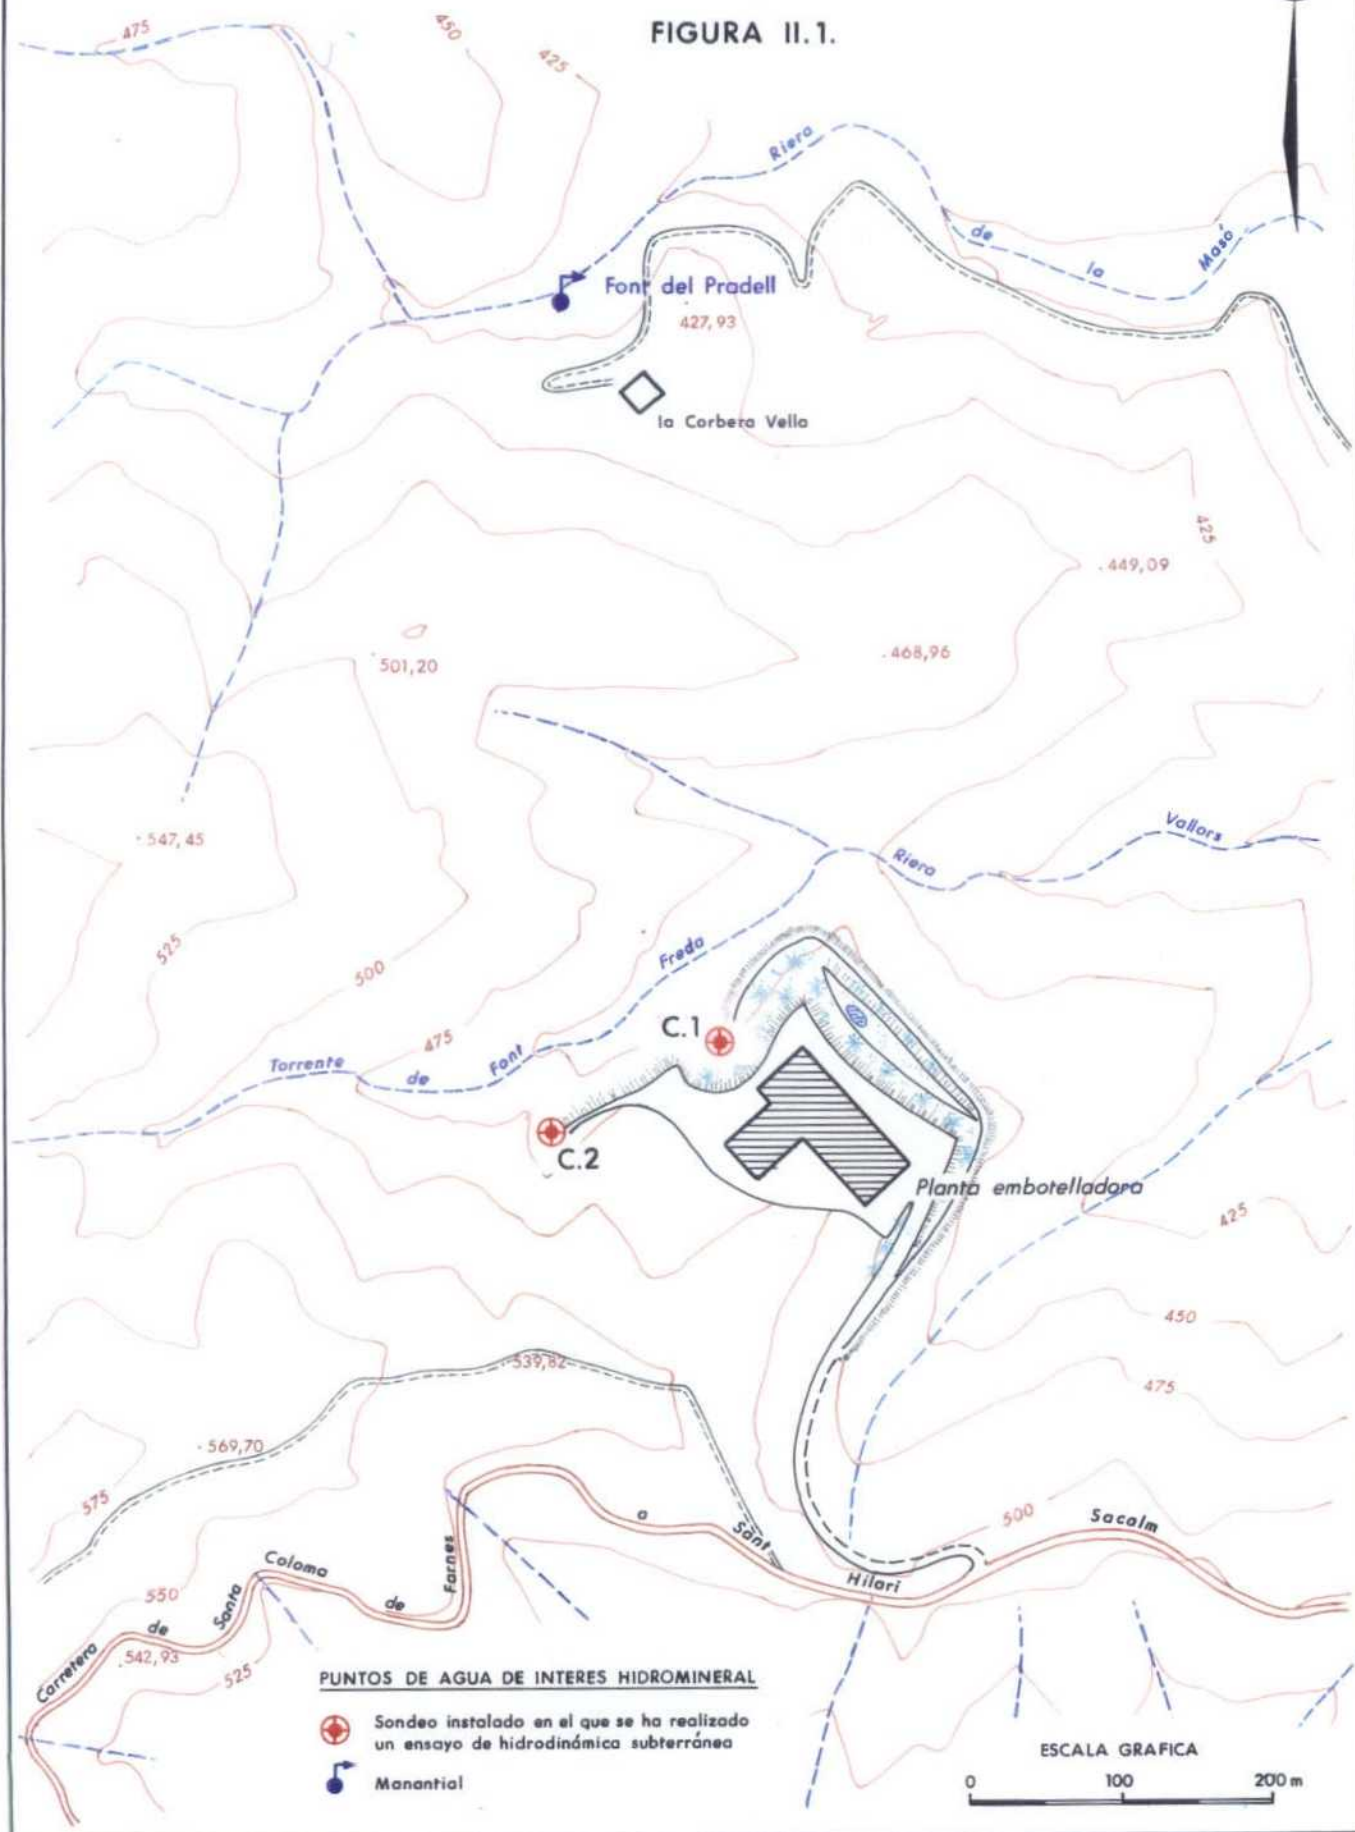 FIGURA II.1.
475
450
425
Riera
de
la
Masó
Font del Pradell
427,93
la Corbera Vella
425
449,09
468,96
501,20
547,45
Vallors
Riera
525
500
Freda
C.1
475
Font
Torrente
de
C.2
Planta embotelladora
425
450
475
539,82
569,70
575
500
Sacalm
a
Sant
Hilari
Farnes
Coloma
550
Santa
de
de
542,93
Carretera
525
PUNTOS DE AGUA DE INTERES HIDROMINERAL
Sondeo instalado en el que se ha realizado
un ensayo de hidrodinámica subterránea
Manantial
ESCALA GRAFICA
0 100 200 m